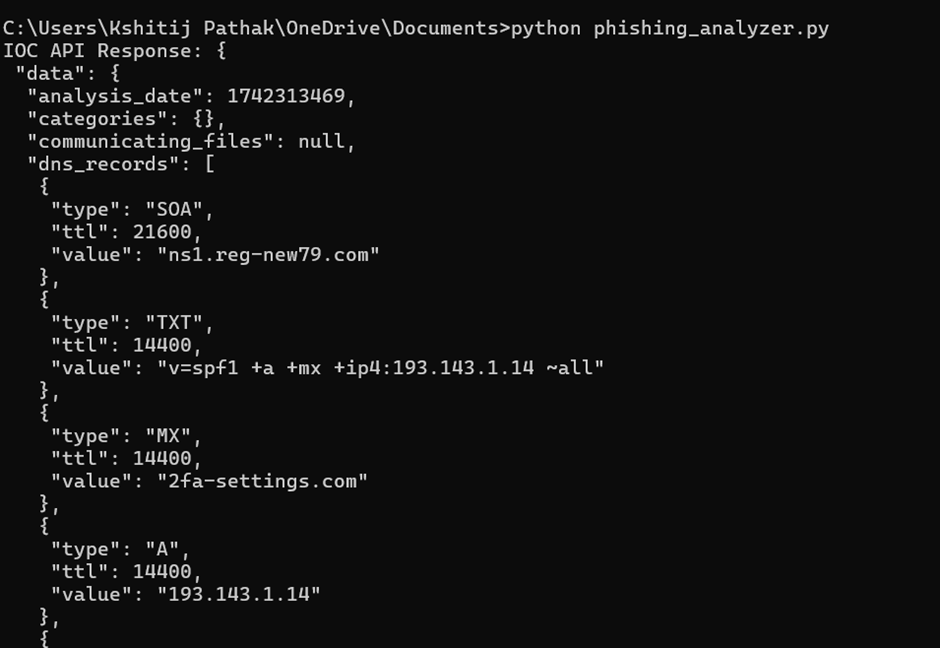 C:\Users\Kshitij Pathak\OneDrive\Documents>python phishing_analyzer.py
IOC API Response: {
"data": {
"analysis_date": 1742313469,
"categories": {},
"communicating_files": null,
"dns_records": [
{
"type": "SOA",
"ttl": 21600,
"value": "ns1.reg-new79.com"
},
{
"type": "TXT",
"ttl": 14400,
"value": "v=spf1 +a +mx +ip4:193.143.1.14 ~all"
},
{
"type": "MX",
"ttl": 14400,
"value": "2fa-settings.com"
},
{
"type": "A",
"ttl": 14400,
"value": "193.143.1.14"
},
{